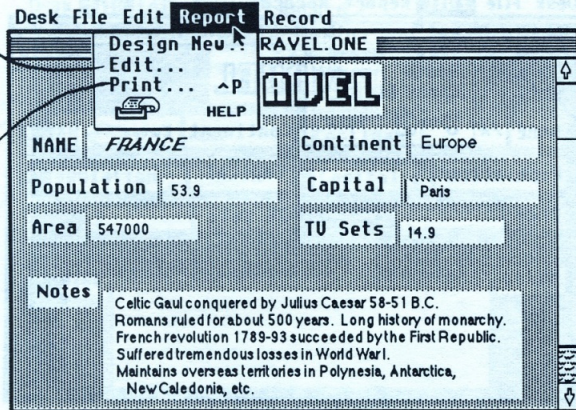 Desk File Edit Report Record
Design New...
Edit...
Print... ^P
HELP
RAVEL.ONE
AVEL
NAME FRANCE
Continent Europe
Population 53.9
Capital Paris
Area 547000
TV Sets 14.9
Notes
Celtic Gaul conquered by Julius Caesar 58-51 B.C.
Romans ruled for about 500 years. Long history of monarchy.
French revolution 1789-93 succeeded by the First Republic.
Suffered tremendous losses in World War I.
Maintains overseas territories in Polynesia, Antarctica,
New Caledonia, etc.